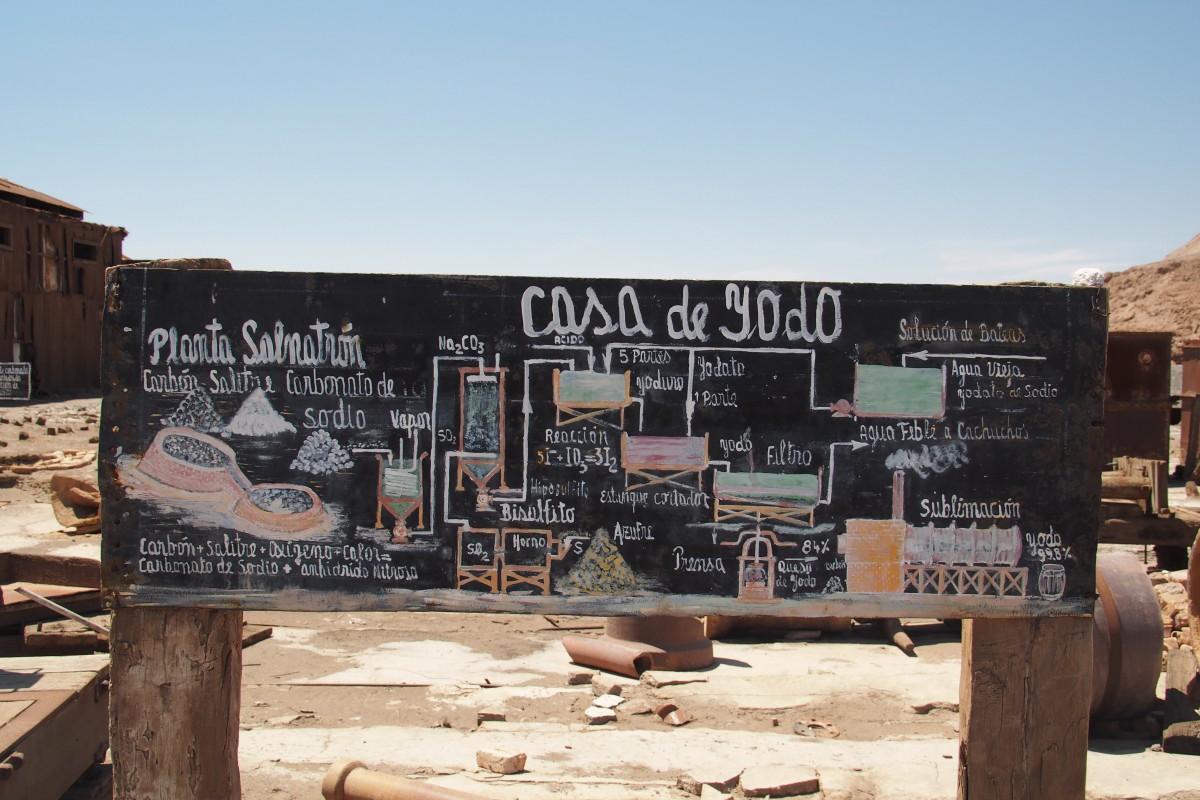 Casa de Yodo
Planta Salnatrón
Carbón, Salitre Carbonato de
sodio
Vapor
Carbón + Salitre + Oxigeno + Calor =
Carbonato de Sodio + anhidrido Nitroso
Na₂CO₃
SO₂
ACIDO
5 Partes
yoduro
Yodato
1 Parte
Reacción
5I + IO₃ = 3I₂
Hiposulfito
Bisulfito
SO₂
Horno
S
Azufre
Estanque cortador
yodo
Filtro
Prensa
84%
Queso
de Yodo
Solución de Bateas
Agua Vieja
yodato de Sodio
Agua Feble a Cachuchos
Sublimación
Yodo
99.8%